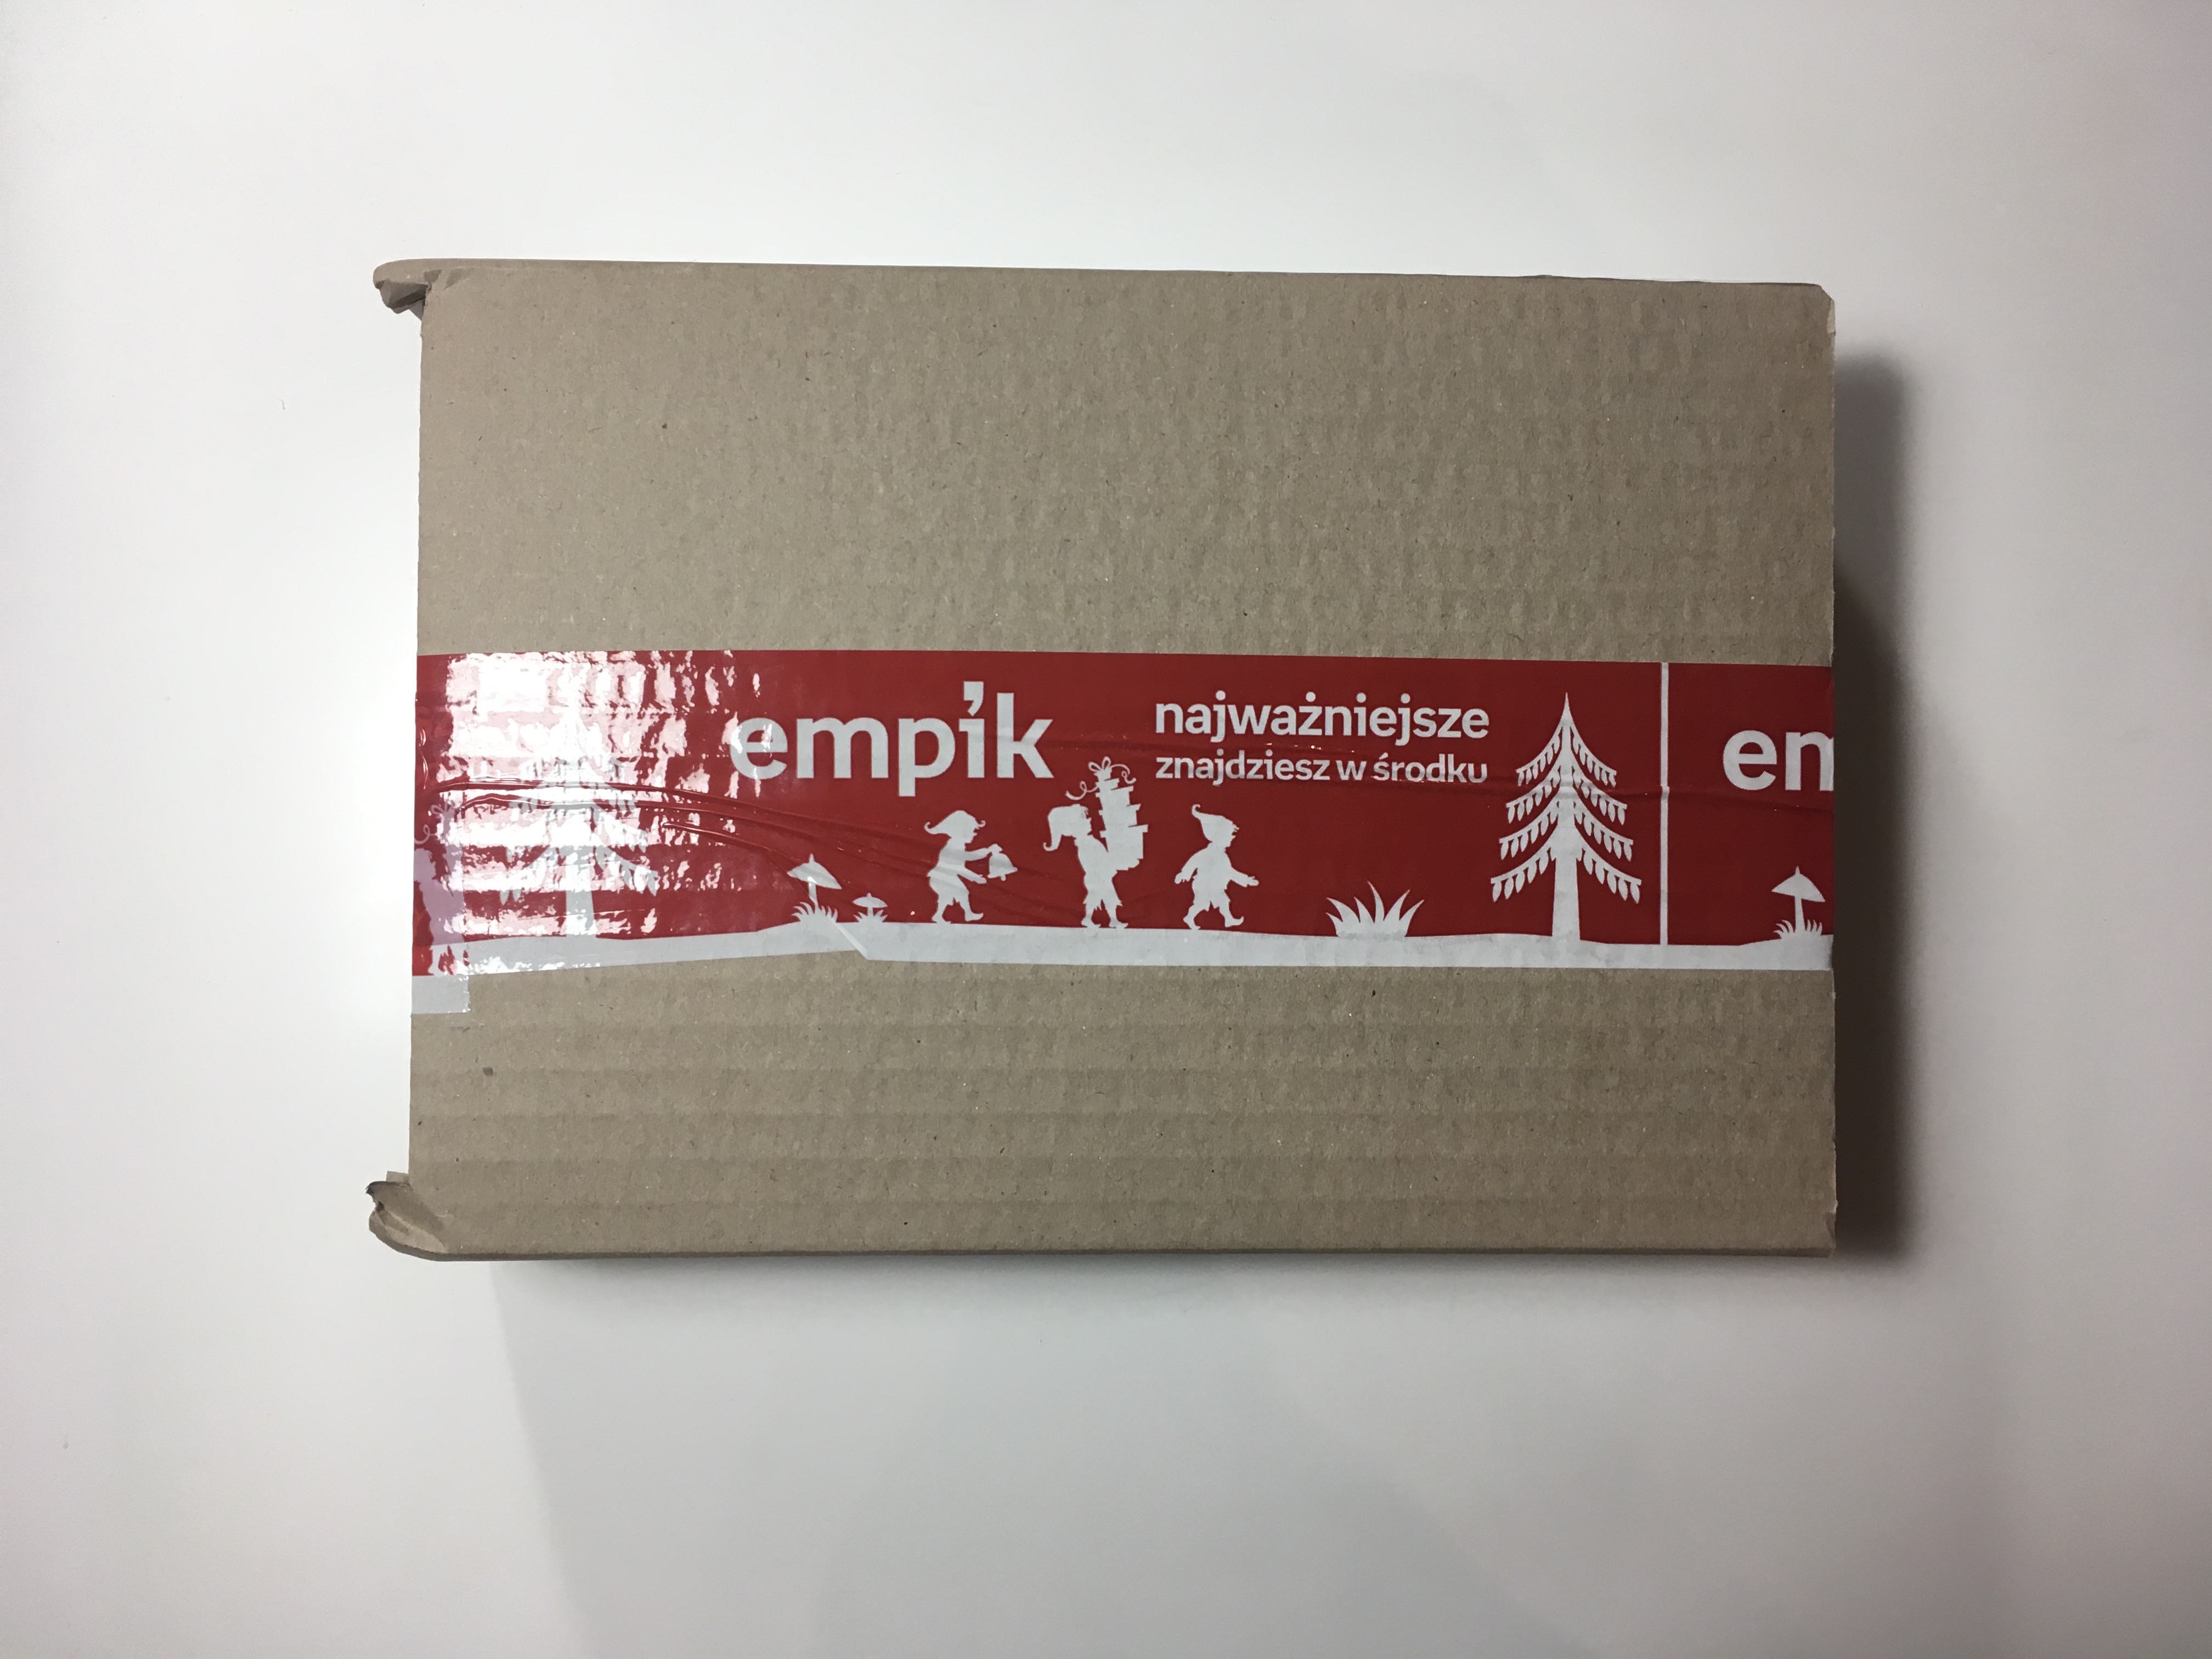 empik
najważniejsze
znajdziesz w środku
em